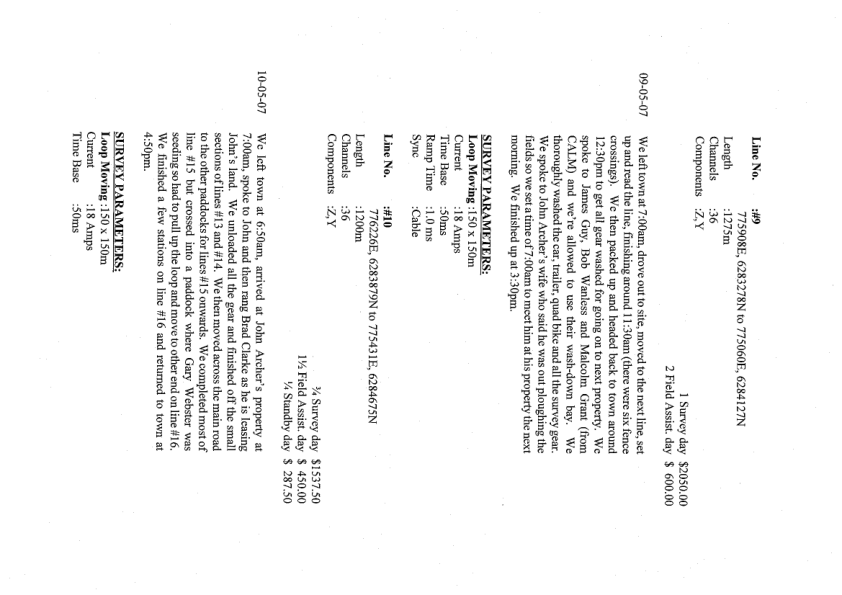 Line No. :#9
775908E, 6283278N to 775060E, 6284127N
Length :1275m
Channels :36
Components :Z,Y
1 Survey day $2050.00
2 Field Assist. day $ 600.00
09-05-07 We left town at 7:00am, drove out to site, moved to the next line, set
up and read the line, finishing around 11:30am (there were six fence
crossings). We then packed up and headed back to town around
12:30pm to get all gear washed for going on to next property. We
spoke to James Guy, Bob Wanless and Malcolm Grant (from
CALM) and we're allowed to use their wash-down bay. We
thoroughly washed the car, trailer, quad bike and all the survey gear.
We spoke to John Archer's wife who said he was out ploughing the
fields so we set a time of 7:00am to meet him at his property the next
morning. We finished up at 3:30pm.
SURVEY PARAMETERS:
Loop Moving :150 x 150m
Current :18 Amps
Time Base :50ms
Ramp Time :1.0 ms
Sync :Cable
Line No. :#10
776226E, 6283879N to 775431E, 6284675N
Length :1200m
Channels :36
Components :Z,Y
¾ Survey day $1537.50
1½ Field Assist. day $ 450.00
¼ Standby day $ 287.50
10-05-07 We left town at 6:50am, arrived at John Archer's property at
7:00am, spoke to John and then rang Brad Clarke as he is leasing
John's land. We unloaded all the gear and finished off the small
sections of lines #13 and #14. We then moved across the main road
to the other paddocks for lines #15 onwards. We completed most of
line #15 but crossed into a paddock where Gary Webster was
seeding so had to pull up the loop and move to other end on line #16.
We finished a few stations on line #16 and returned to town at
4:50pm.
SURVEY PARAMETERS:
Loop Moving :150 x 150m
Current :18 Amps
Time Base :50ms